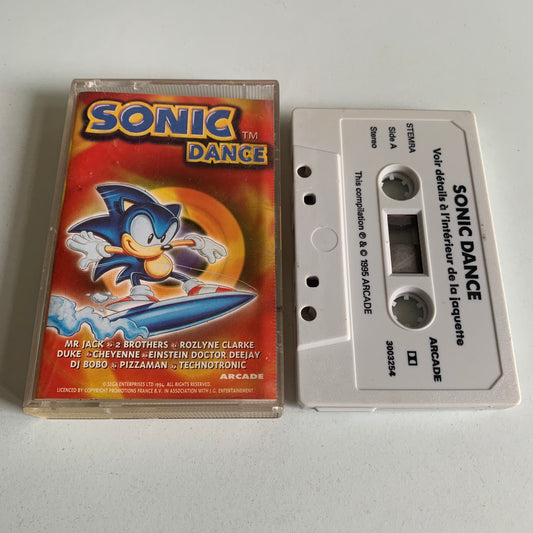 SONIC™
DANCE
MR JACK 2 BROTHERS ROZLYNE CLARKE
DUKE CHEYENNE EINSTEIN DOCTOR DEEJAY
DJ BOBO PIZZAMAN TECHNOTRONIC
ARCADE
© SEGA ENTERPRISES LTD 1994. ALL RIGHTS RESERVED.
LICENCED BY COPYRIGHT PROMOTIONS FRANCE B.V. IN ASSOCIATION WITH J.G. ENTERTAINMENT.
SONIC DANCE
Voir détails à l'intérieur de la jaquette
STEMRA
Side A
Stereo
This compilation ℗ & © 1995 ARCADE
ARCADE
3003254